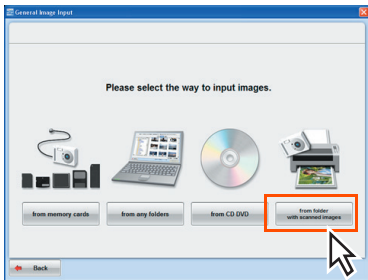 General Image Input
Please select the way to input images.
from memory cards
from any folders
from CD DVD
from folder
with scanned images
Back